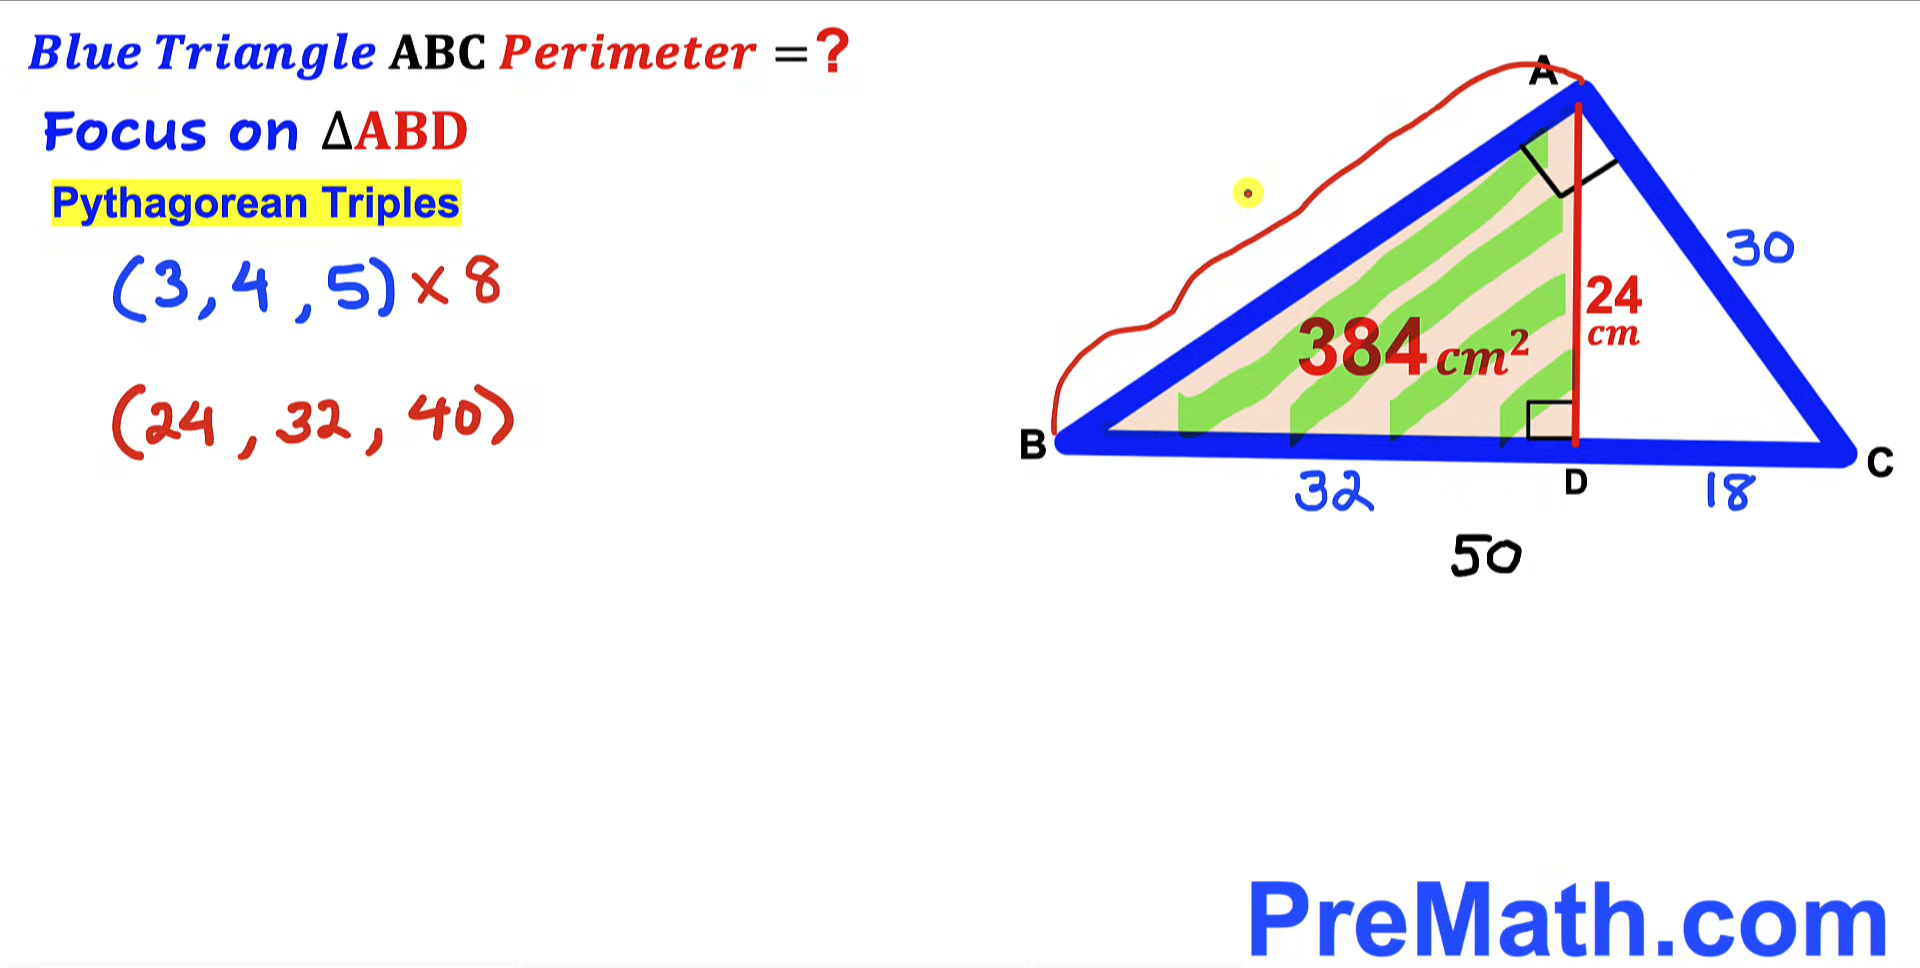 Blue Triangle ABC Perimeter =?
Focus on ΔABD
Pythagorean Triples
(3, 4, 5) × 8
(24, 32, 40)
A
30
24
cm
384 cm²
B
C
D
32
18
50
PreMath.com